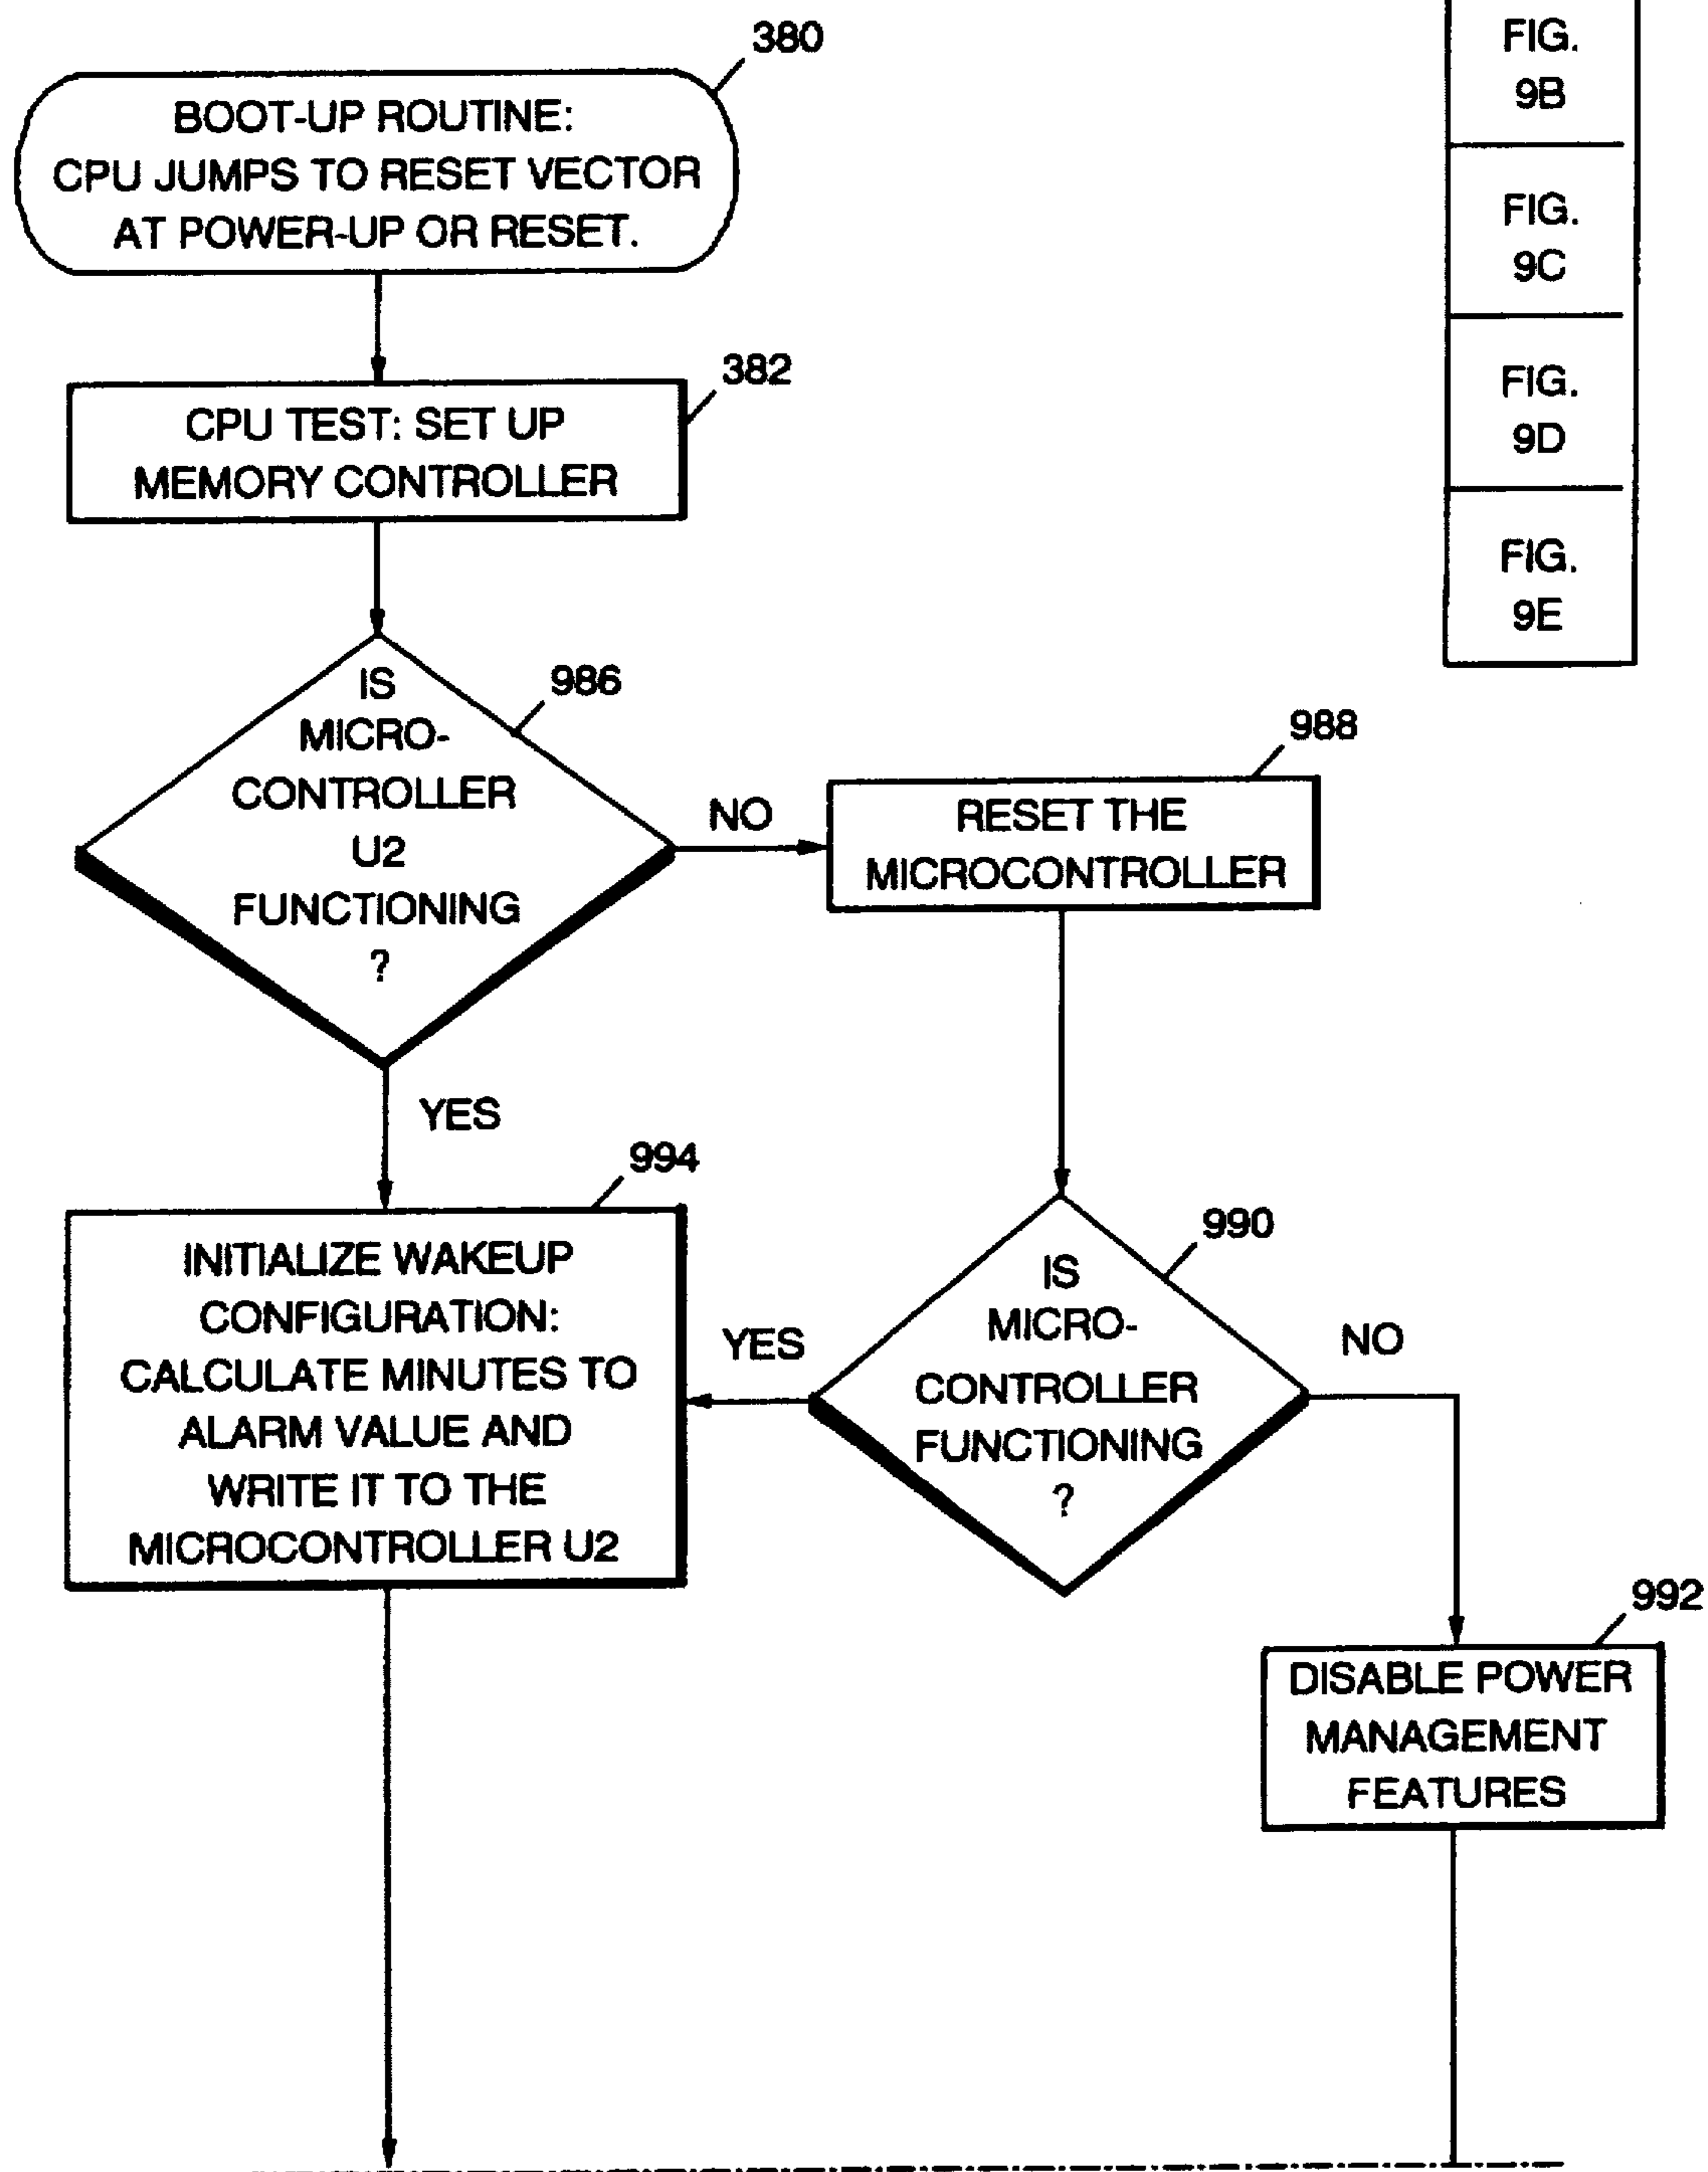 380
BOOT-UP ROUTINE:
CPU JUMPS TO RESET VECTOR
AT POWER-UP OR RESET.
382
CPU TEST: SET UP
MEMORY CONTROLLER
986
IS
MICRO-
CONTROLLER
U2
FUNCTIONING
?
NO
988
RESET THE
MICROCONTROLLER
YES
994
INITIALIZE WAKEUP
CONFIGURATION:
CALCULATE MINUTES TO
ALARM VALUE AND
WRITE IT TO THE
MICROCONTROLLER U2
YES
990
IS
MICRO-
CONTROLLER
FUNCTIONING
?
NO
992
DISABLE POWER
MANAGEMENT
FEATURES
FIG.
9B
FIG.
9C
FIG.
9D
FIG.
9E